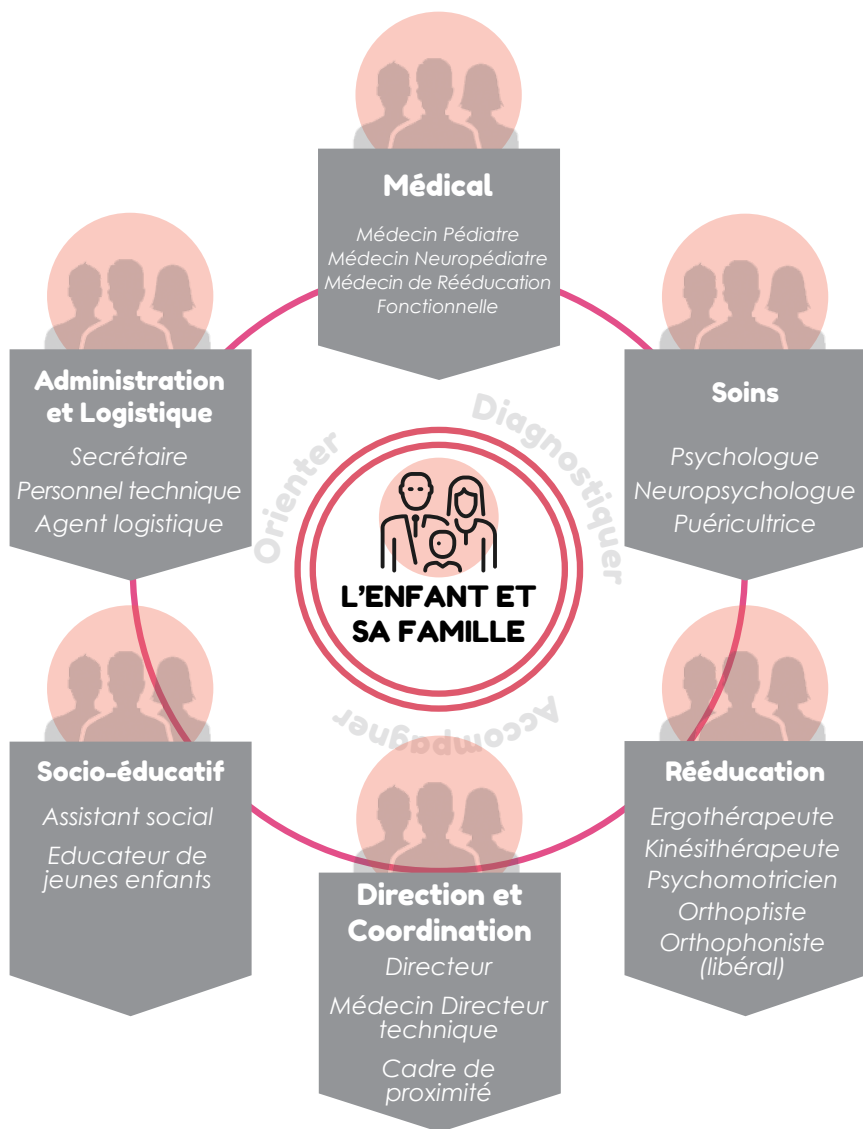 Médical
Médecin Pédiatre
Médecin Neuropédiatre
Médecin de Rééducation
Fonctionnelle
Administration
et Logistique
Secrétaire
Personnel technique
Agent logistique
Soins
Psychologue
Neuropsychologue
Puéricultrice
Orienter
Diagnostiquer
L'ENFANT ET
SA FAMILLE
Accompagner
Socio-éducatif
Assistant social
Educateur de
jeunes enfants
Direction et
Coordination
Directeur
Médecin Directeur
technique
Cadre de
proximité
Rééducation
Ergothérapeute
Kinésithérapeute
Psychomotricien
Orthoptiste
Orthophoniste
(libéral)